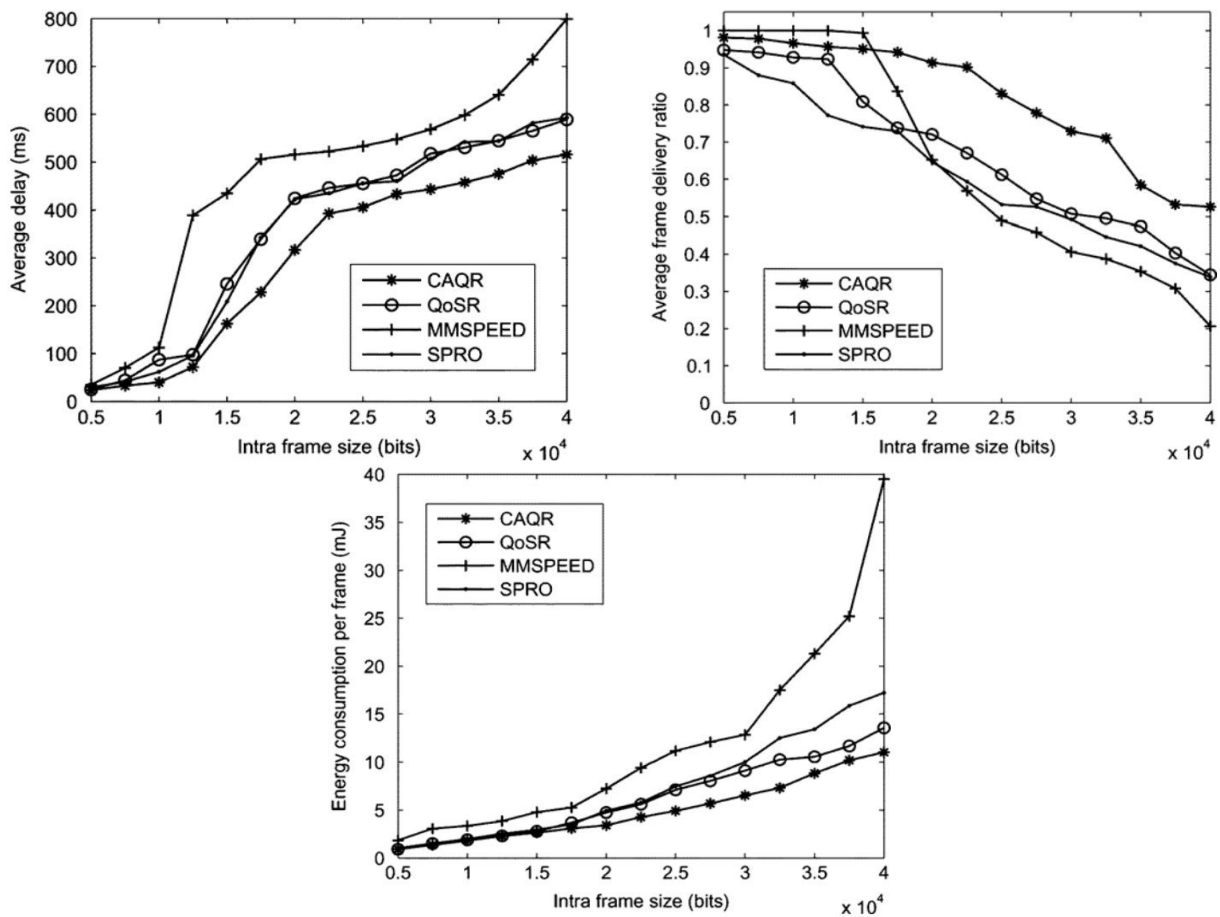 Average delay (ms)
800
700
600
500
400
300
200
100
0
CAQR
QoSR
MMSPEED
SPRO
0.5 1 1.5 2 2.5 3 3.5 4
Intra frame size (bits)
x 10^4
Average frame delivery ratio
1
0.9
0.8
0.7
0.6
0.5
0.4
0.3
0.2
0.1
0
CAQR
QoSR
MMSPEED
SPRO
0.5 1 1.5 2 2.5 3 3.5 4
Intra frame size (bits)
x 10^4
Energy consumption per frame (mJ)
40
35
30
25
20
15
10
5
0
CAQR
QoSR
MMSPEED
SPRO
0.5 1 1.5 2 2.5 3 3.5 4
Intra frame size (bits)
x 10^4